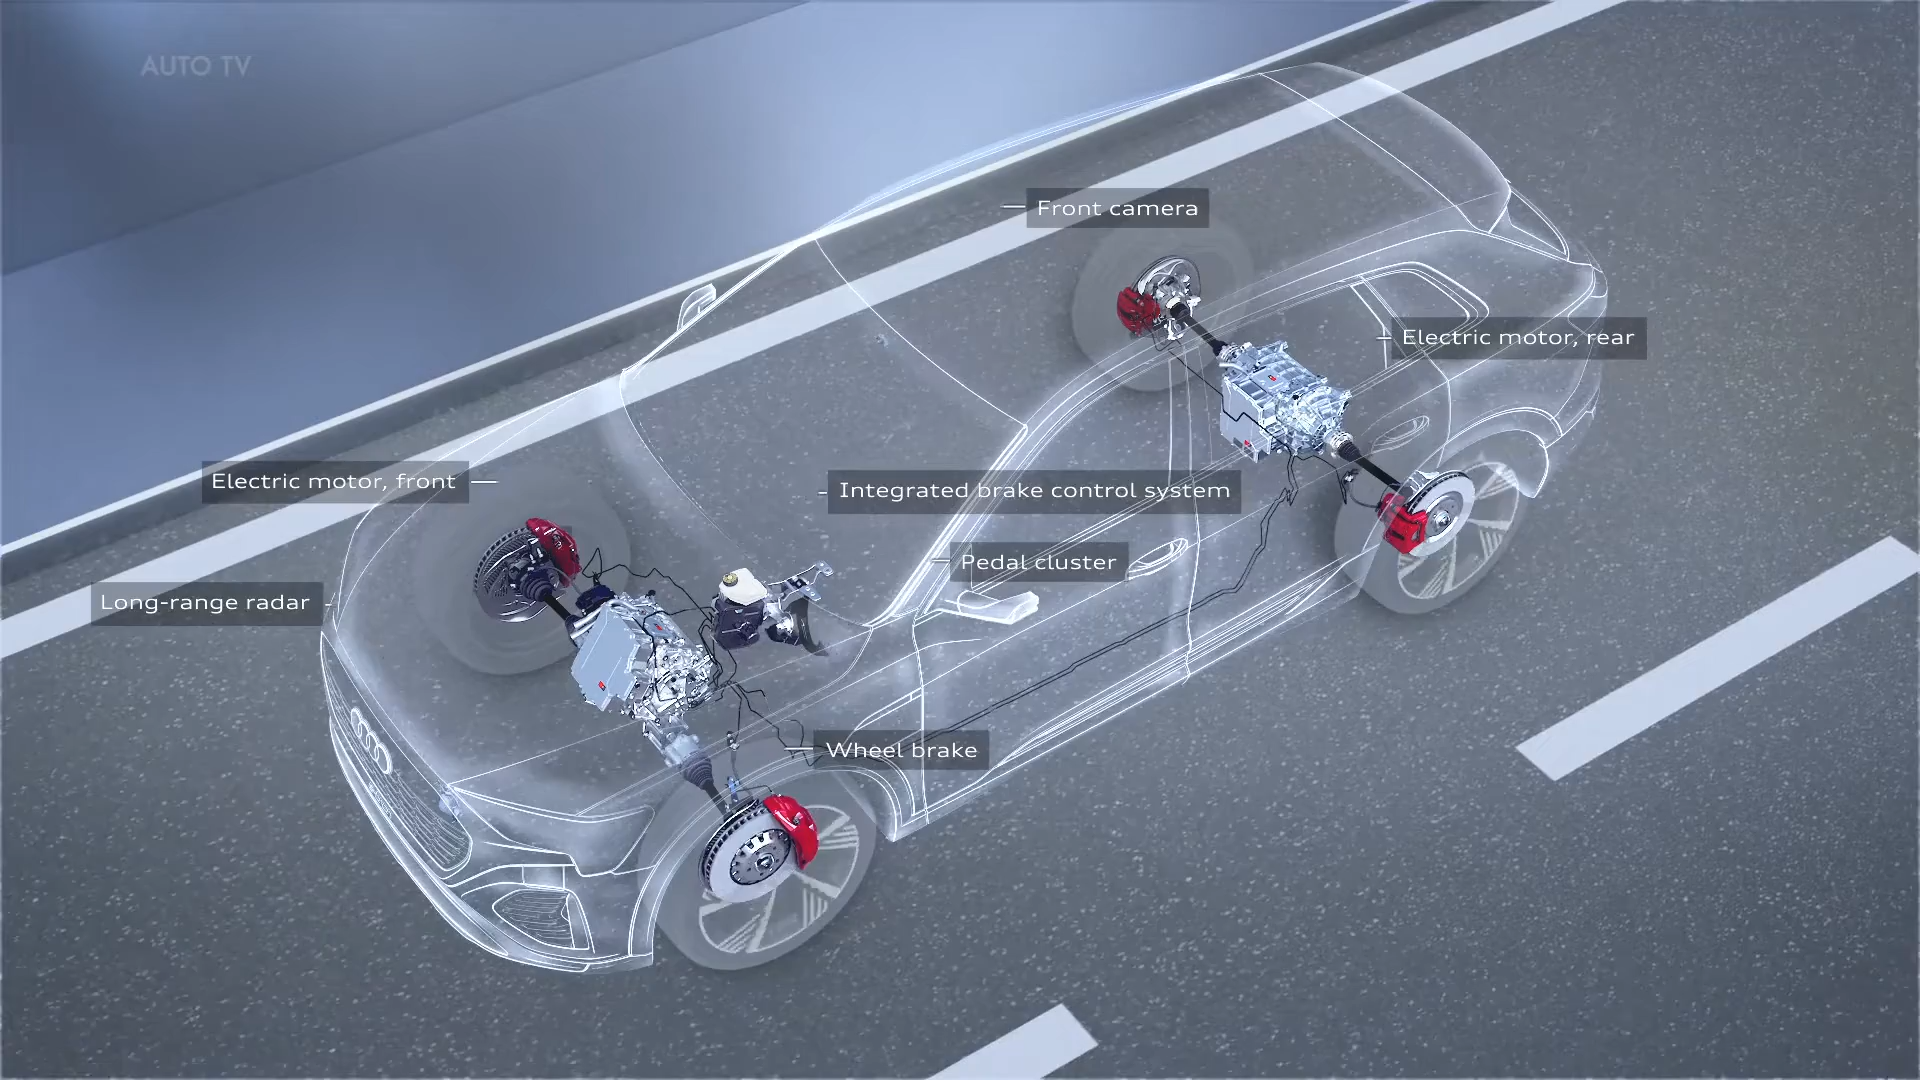 AUTO TV
Front camera
Electric motor, rear
Electric motor, front
Integrated brake control system
Pedal cluster
Long-range radar
Wheel brake